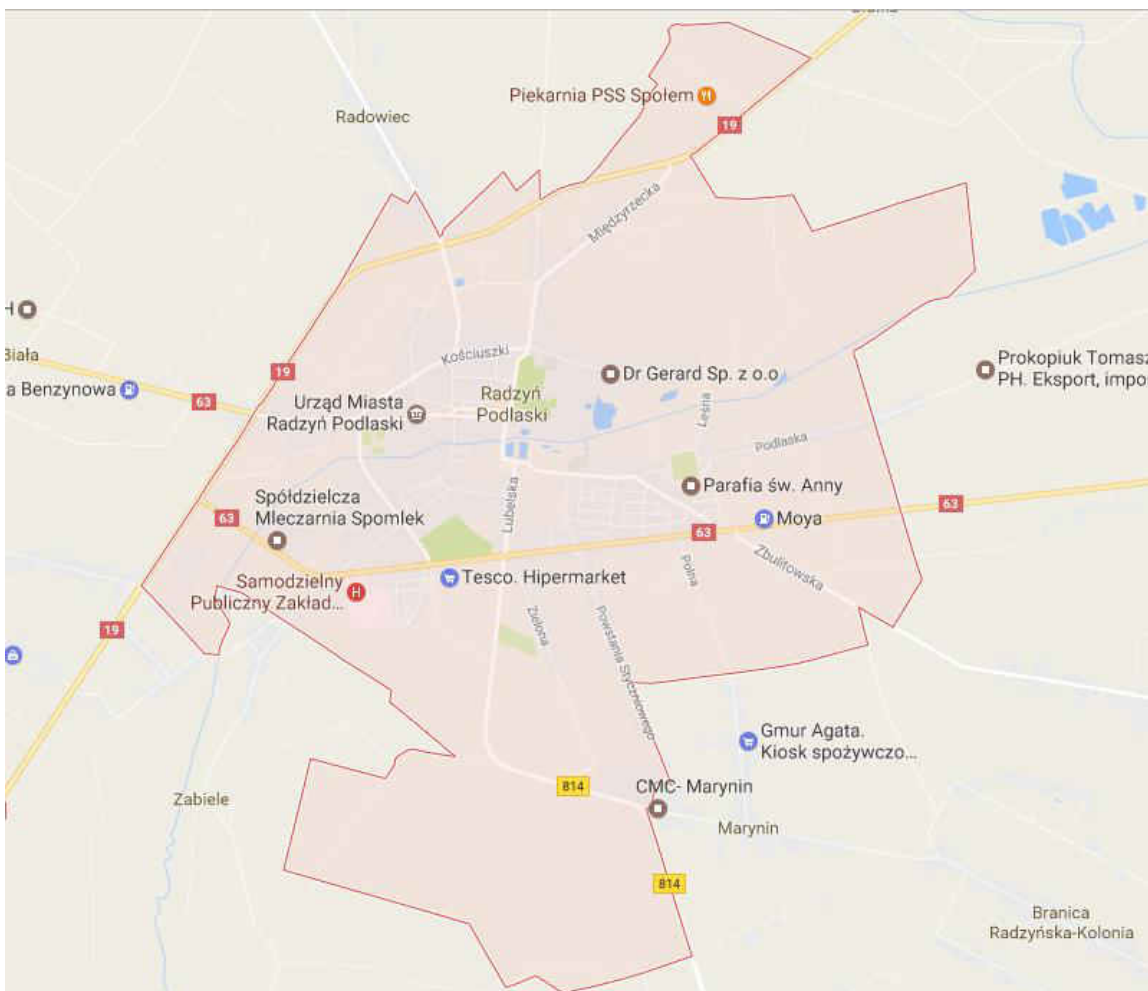 Piekarnia PSS Społem
Radowiec
19
Międzyrzecka
H
Biała
19
Kościuszki
Dr Gerard Sp. z o.o
Prokopiuk Tomasz
PH. Eksport, impo
a Benzynowa
63
Urząd Miasta
Radzyń Podlaski
Radzyń
Podlaski
Leśna
Podlaska
Parafia św. Anny
Spółdzielcza
Mleczarnia Spomlek
Lubelska
63
Moya
63
63
Zbulitowska
Samodzielny
Publiczny Zakład...
Tesco. Hipermarket
Polna
19
Zielona
Powstania Styczniowego
Gmur Agata.
Kiosk spożywczo...
Zabiele
814
CMC- Marynin
Marynin
814
Branica
Radzyńska-Kolonia